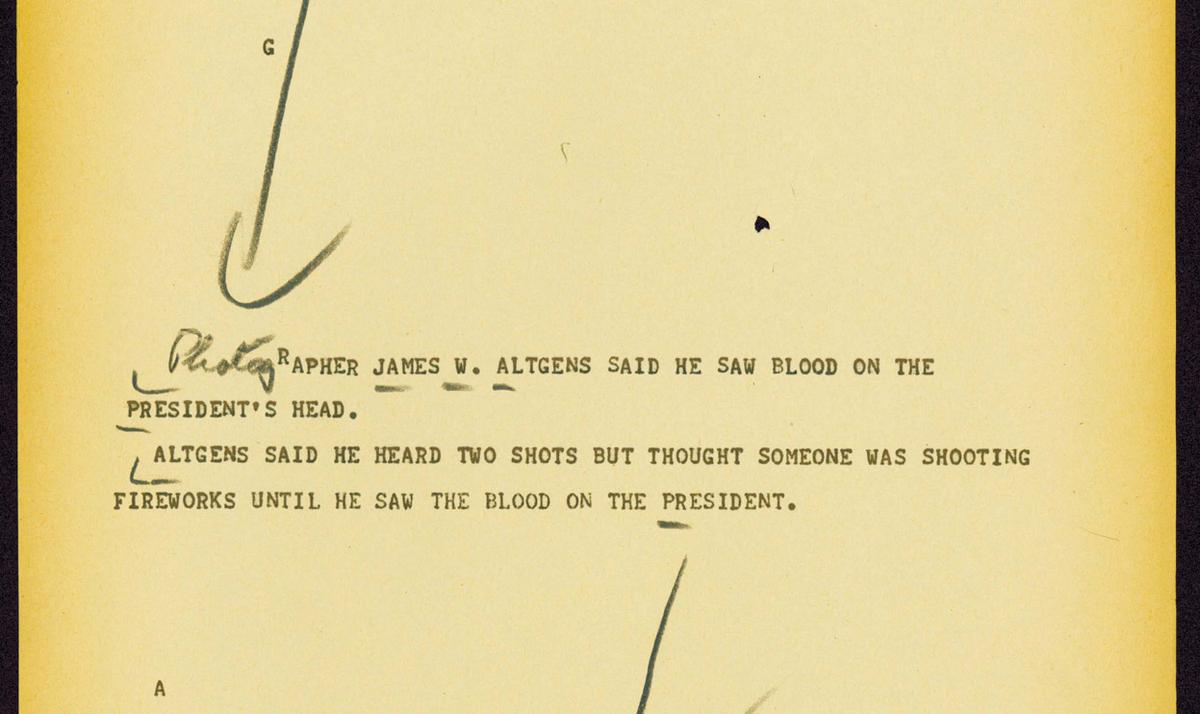 G
PhotogRAPHER JAMES W. ALTGENS SAID HE SAW BLOOD ON THE
PRESIDENT'S HEAD.
ALTGENS SAID HE HEARD TWO SHOTS BUT THOUGHT SOMEONE WAS SHOOTING
FIREWORKS UNTIL HE SAW THE BLOOD ON THE PRESIDENT.
A